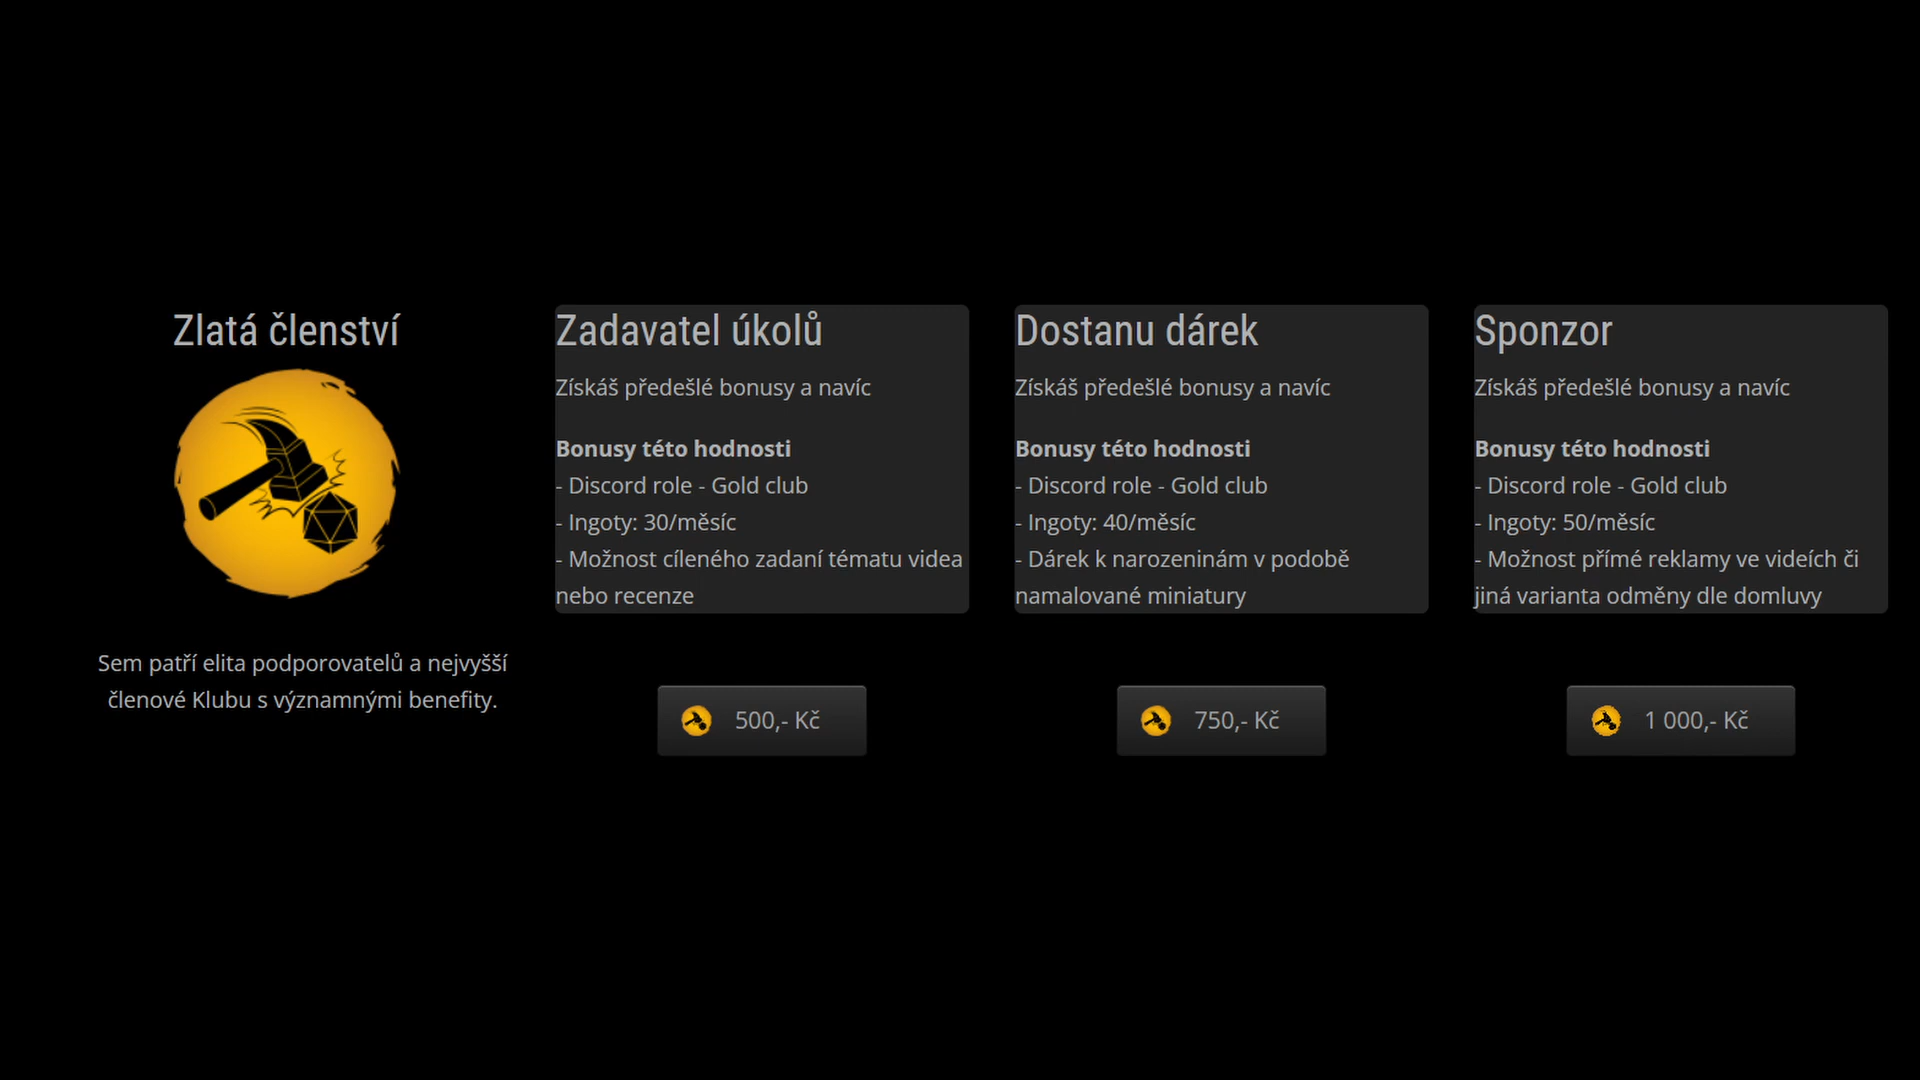 Zlatá členství
Sem patří elita podporovatelů a nejvyšší
členové Klubu s významnými benefity.
Zadavatel úkolů
Získáš předešlé bonusy a navíc
Bonusy této hodnosti
- Discord role - Gold club
- Ingoty: 30/měsíc
- Možnost cíleného zadaní tématu videa
nebo recenze
500,- Kč
Dostanu dárek
Získáš předešlé bonusy a navíc
Bonusy této hodnosti
- Discord role - Gold club
- Ingoty: 40/měsíc
- Dárek k narozeninám v podobě
namalované miniatury
750,- Kč
Sponzor
Získáš předešlé bonusy a navíc
Bonusy této hodnosti
- Discord role - Gold club
- Ingoty: 50/měsíc
- Možnost přímé reklamy ve videích či
jiná varianta odměny dle domluvy
1 000,- Kč